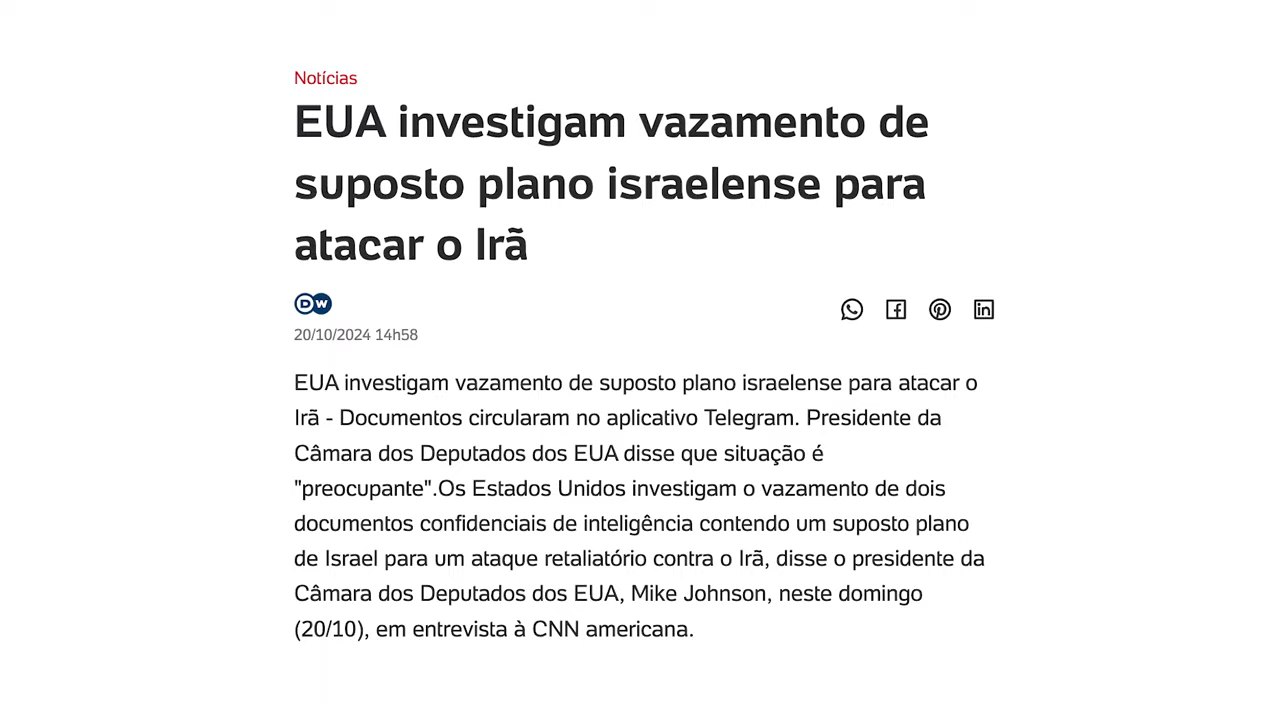 Notícias
EUA investigam vazamento de
suposto plano israelense para
atacar o Irã
DW
20/10/2024 14h58
EUA investigam vazamento de suposto plano israelense para atacar o
Irã - Documentos circularam no aplicativo Telegram. Presidente da
Câmara dos Deputados dos EUA disse que situação é
"preocupante".Os Estados Unidos investigam o vazamento de dois
documentos confidenciais de inteligência contendo um suposto plano
de Israel para um ataque retaliatório contra o Irã, disse o presidente da
Câmara dos Deputados dos EUA, Mike Johnson, neste domingo
(20/10), em entrevista à CNN americana.